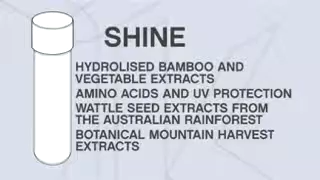 SHINE
HYDROLISED BAMBOO AND
VEGETABLE EXTRACTS
AMINO ACIDS AND UV PROTECTION
WATTLE SEED EXTRACTS FROM
THE AUSTRALIAN RAINFOREST
BOTANICAL MOUNTAIN HARVEST
EXTRACTS